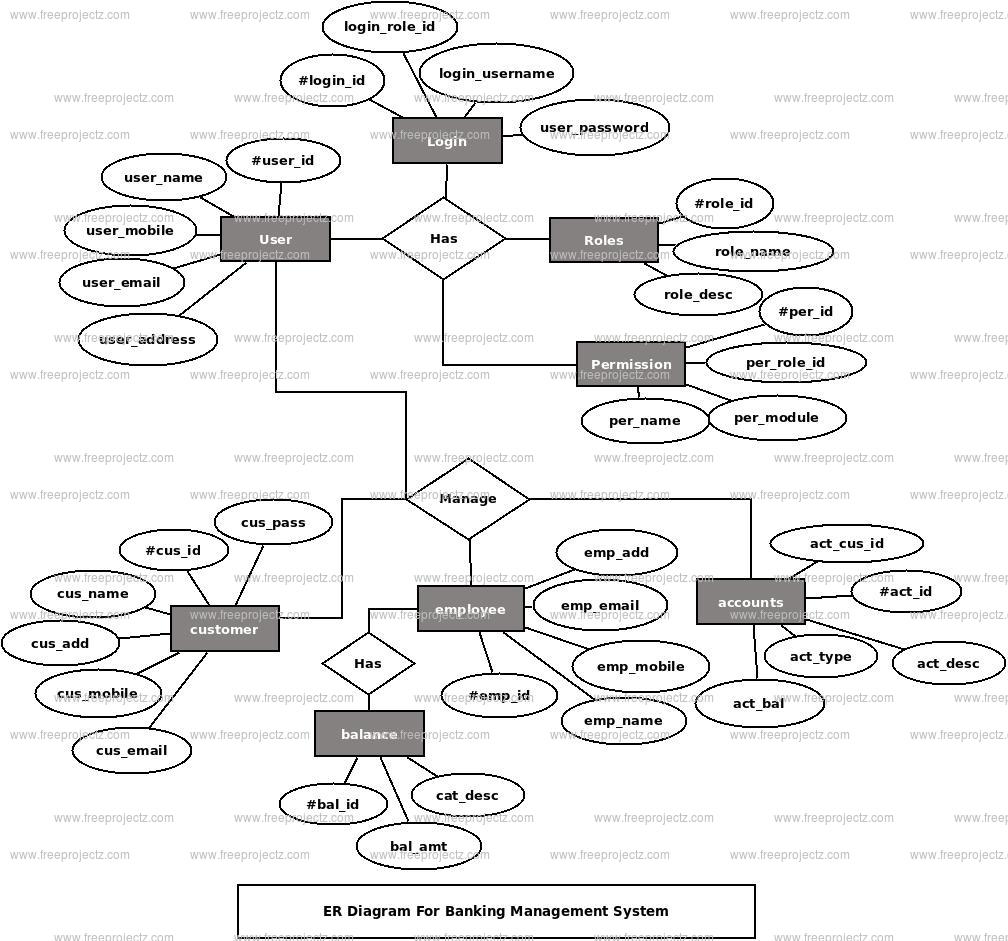 login_role_id
#login_id
login_username
user_password
Login
user_name
#user_id
user_mobile
user_email
user_address
User
Has
Roles
#role_id
role_name
role_desc
#per_id
Permission
per_role_id
per_name
per_module
Manage
cus_pass
#cus_id
cus_name
cus_add
cus_mobile
cus_email
customer
employee
emp_add
emp_email
emp_mobile
emp_name
#emp_id
Has
balance
#bal_id
bal_amt
cat_desc
accounts
act_cus_id
#act_id
act_type
act_desc
act_bal
ER Diagram For Banking Management System
www.freeprojectz.com